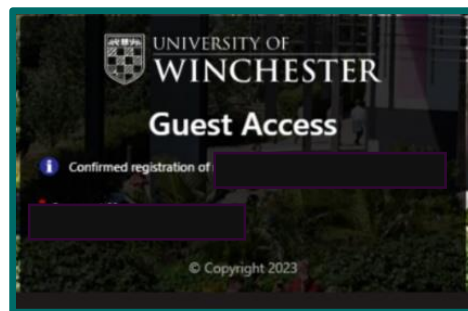 UNIVERSITY OF
WINCHESTER
Guest Access
Confirmed registration of
© Copyright 2023